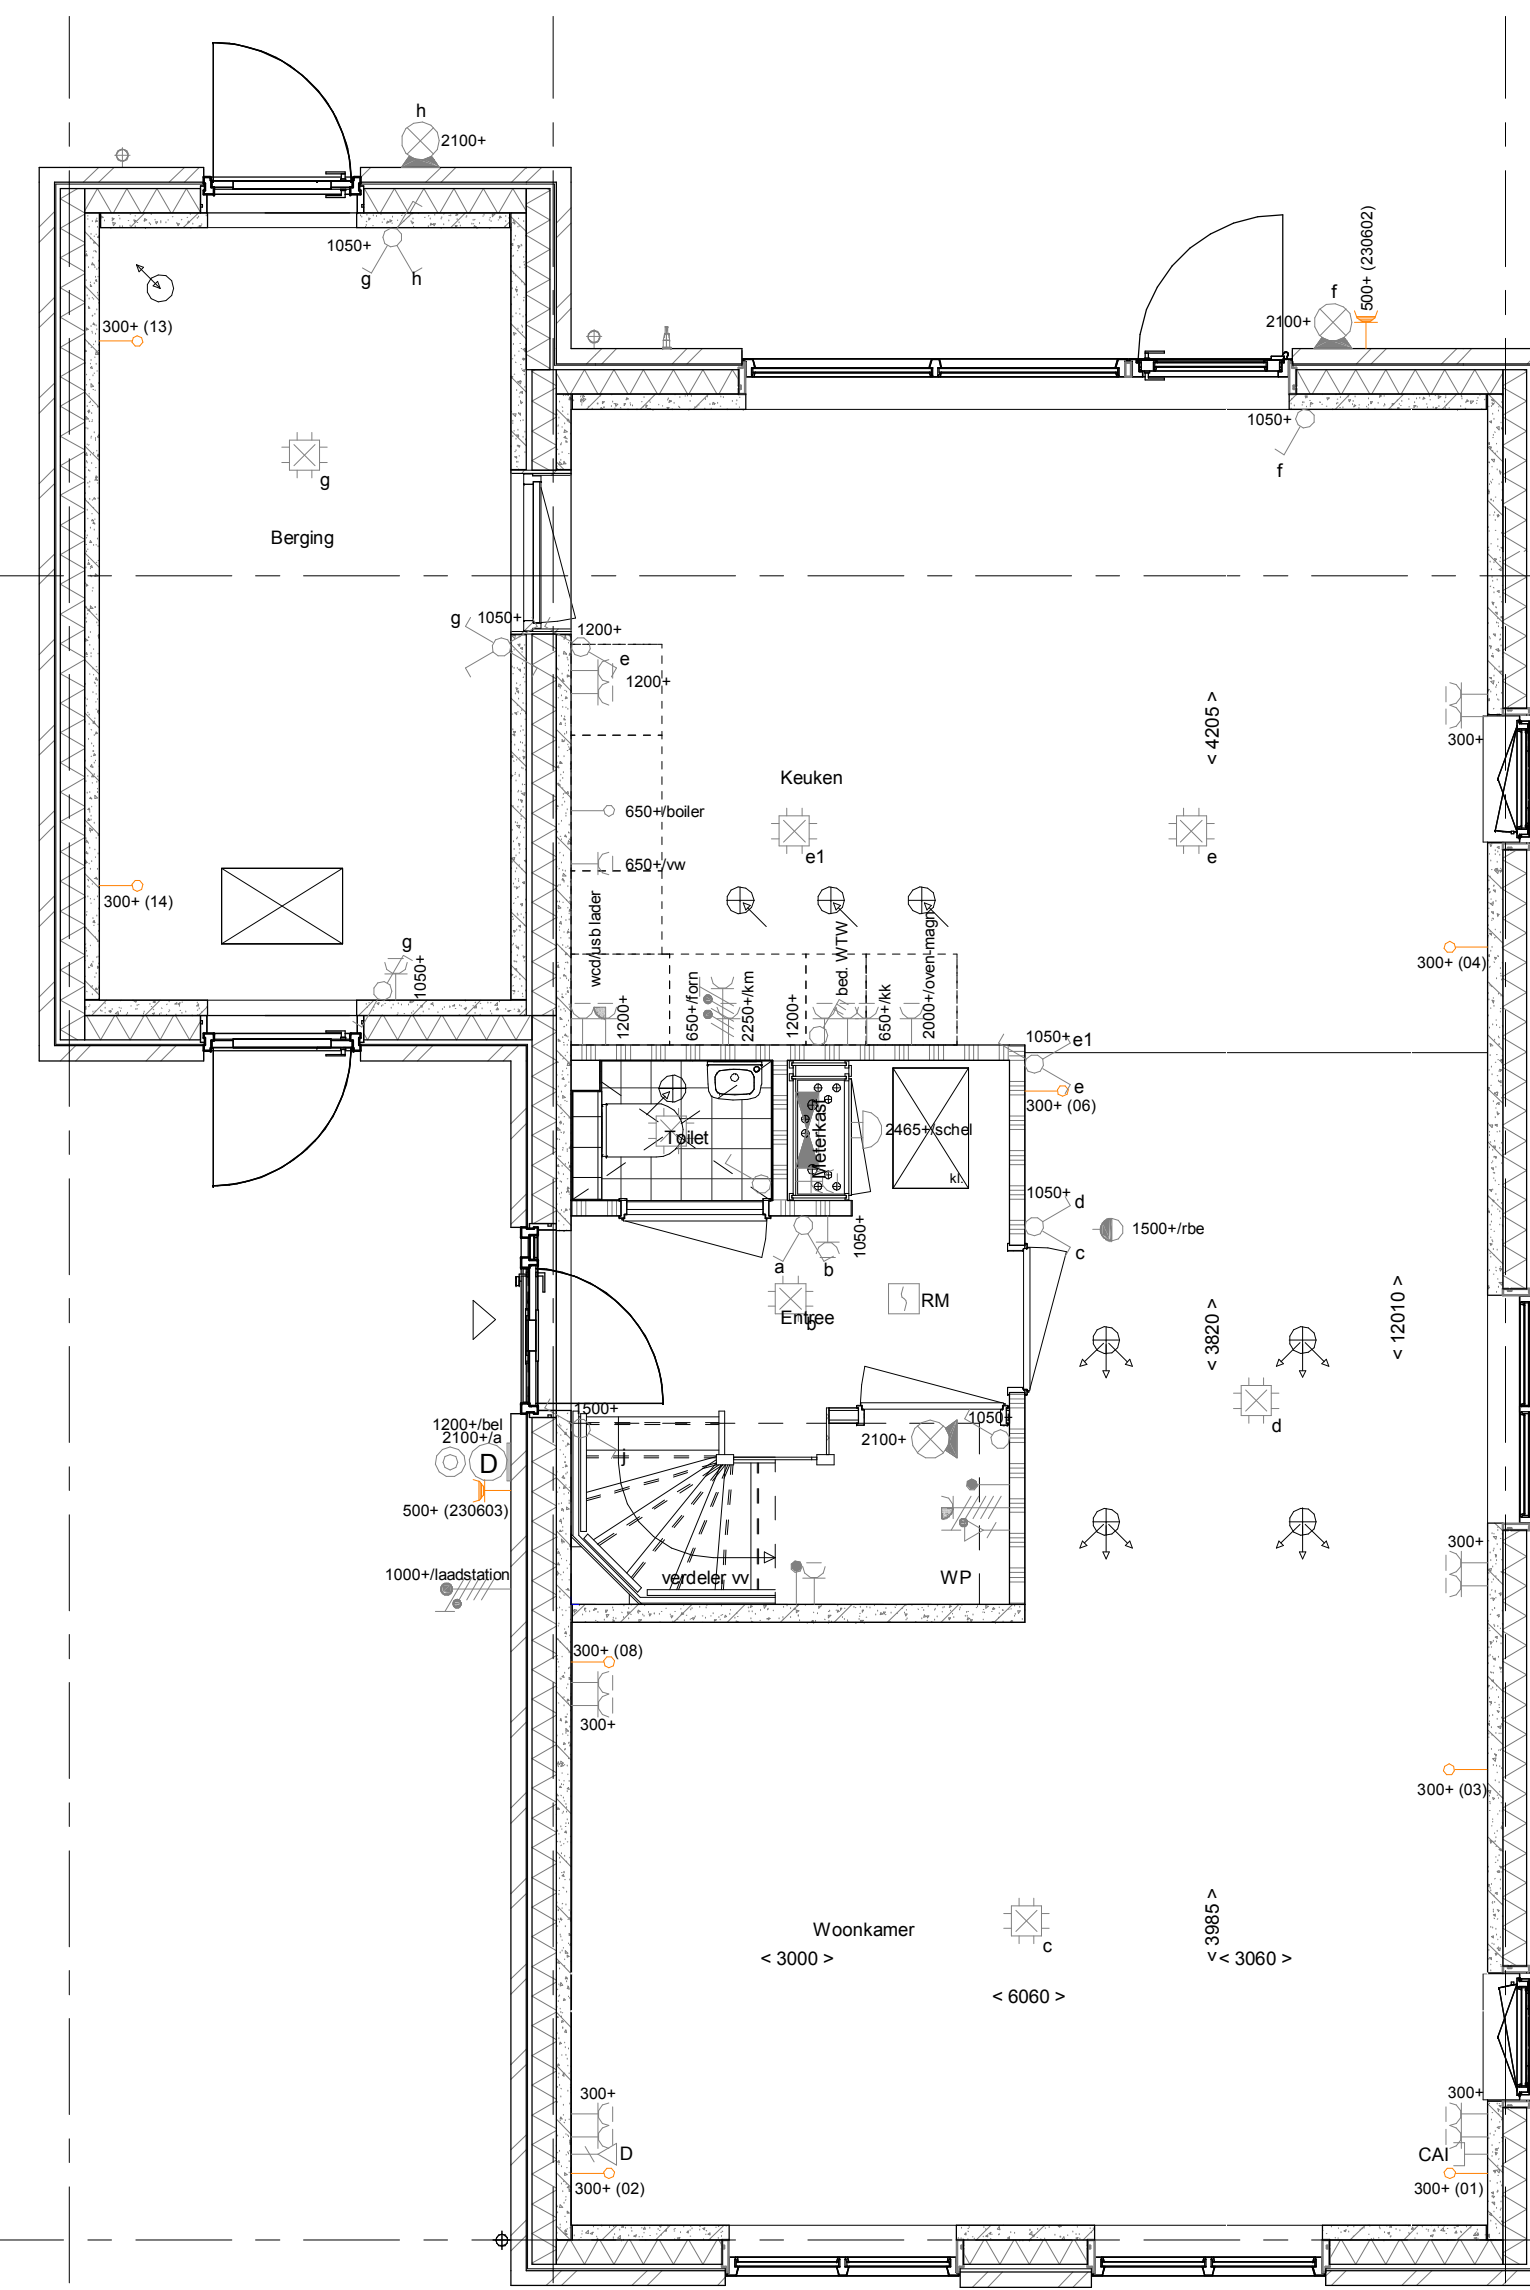 h
2100+
1050+
g
h
300+ (13)
500+ (230602)
f
2100+
1050+
f
g
Berging
g
1050+
1200+
e
1200+
< 4205 >
300+
Keuken
650+/boiler
e1
e
650+/vw
300+ (14)
wcd/usb lader
bed. WTW
2000+/oven-magn
300+ (04)
g
1050+
1200+
650+/forn
2250+/km
1200+
650+/kk
1050+
e1
e
300+ (06)
Toilet
Meterkast
2465+/schel
kl.
1050+
d
c
1500+/rbe
1050+
a
b
RM
Entree
b
< 3820 >
< 12010 >
d
1500+
j
1050+
2100+
1200+/bel
2100+/a
D
500+ (230603)
1000+/laadstation
verdeler vv
WP
300+
300+ (08)
300+
300+ (03)
Woonkamer
c
< 3985 >
< 3000 >
< 3060 >
< 6060 >
300+
300+
D
CAI
300+ (02)
300+ (01)